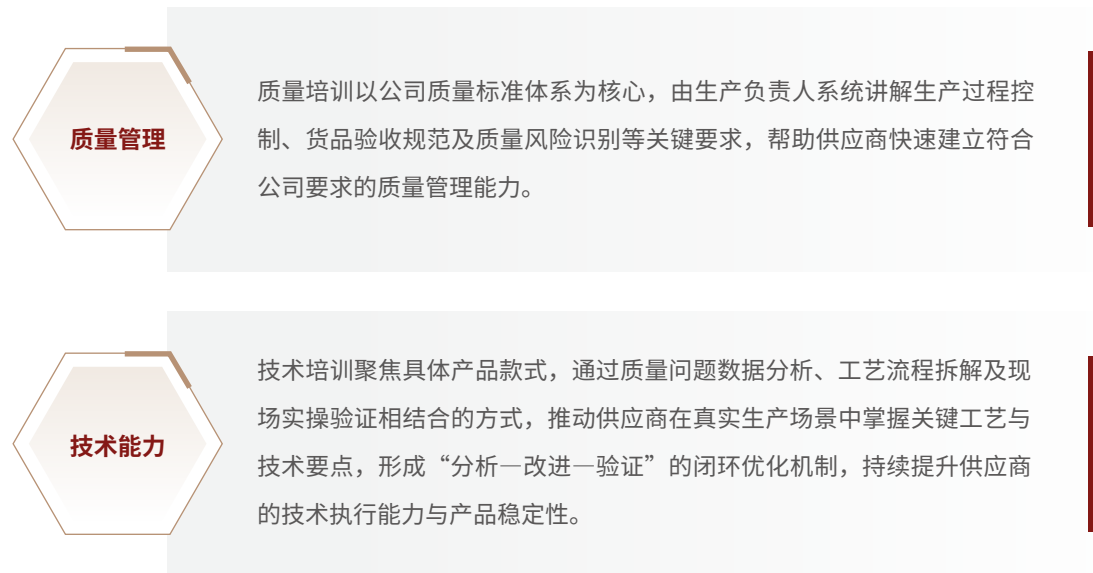 质量管理
质量培训以公司质量标准体系为核心，由生产负责人系统讲解生产过程控
制、货品验收规范及质量风险识别等关键要求，帮助供应商快速建立符合
公司要求的质量管理能力。
技术能力
技术培训聚焦具体产品款式，通过质量问题数据分析、工艺流程拆解及现
场实操验证相结合的方式，推动供应商在真实生产场景中掌握关键工艺与
技术要点，形成“分析—改进—验证”的闭环优化机制，持续提升供应商
的技术执行能力与产品稳定性。